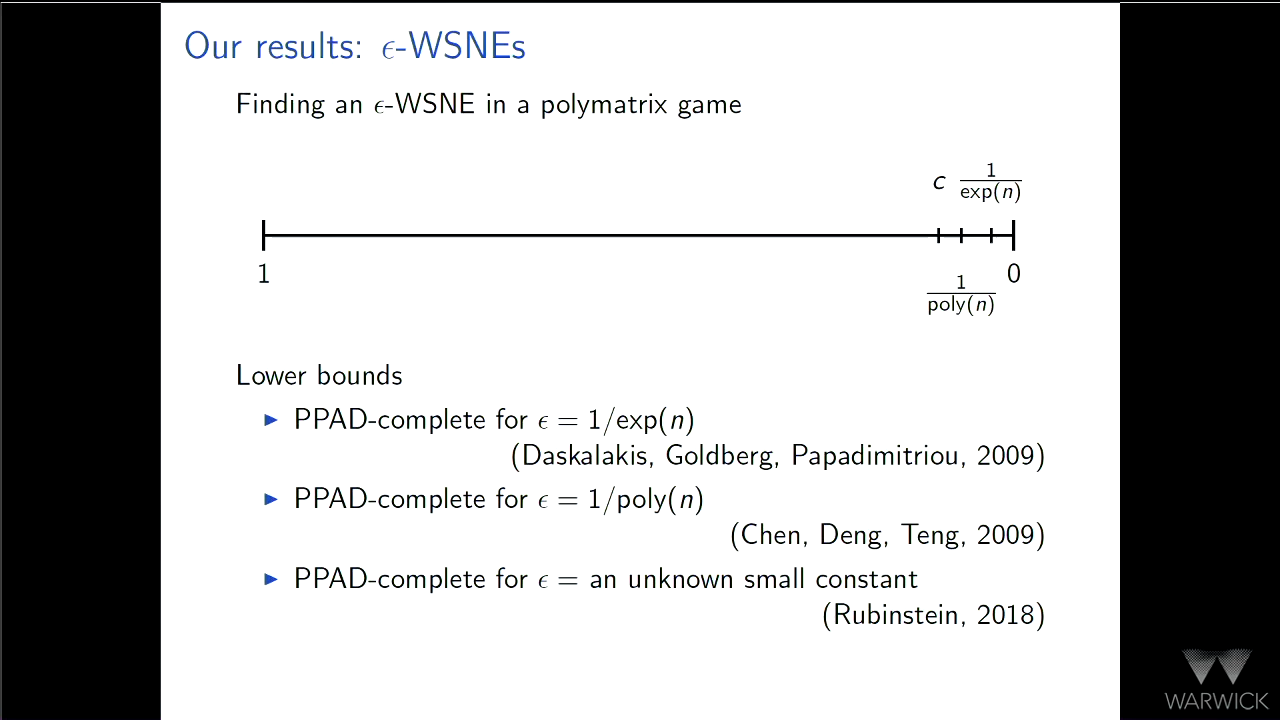 Our results: ϵ-WSNEs
Finding an ϵ-WSNE in a polymatrix game
c 1/exp(n)
1 0
1/poly(n)
Lower bounds
▶ PPAD-complete for ϵ = 1/exp(n)
(Daskalakis, Goldberg, Papadimitriou, 2009)
▶ PPAD-complete for ϵ = 1/poly(n)
(Chen, Deng, Teng, 2009)
▶ PPAD-complete for ϵ = an unknown small constant
(Rubinstein, 2018)
WARWICK